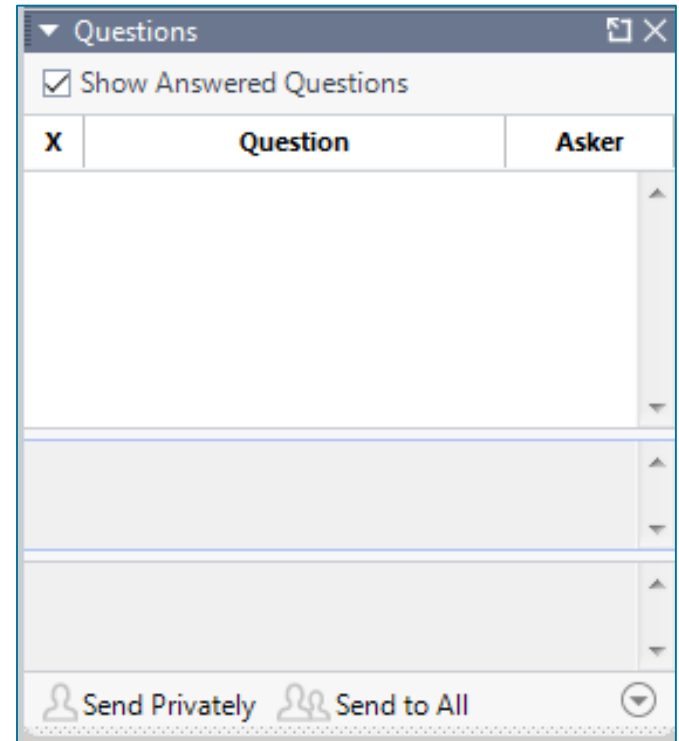 Questions
Show Answered Questions
X Question Asker
Send Privately Send to All